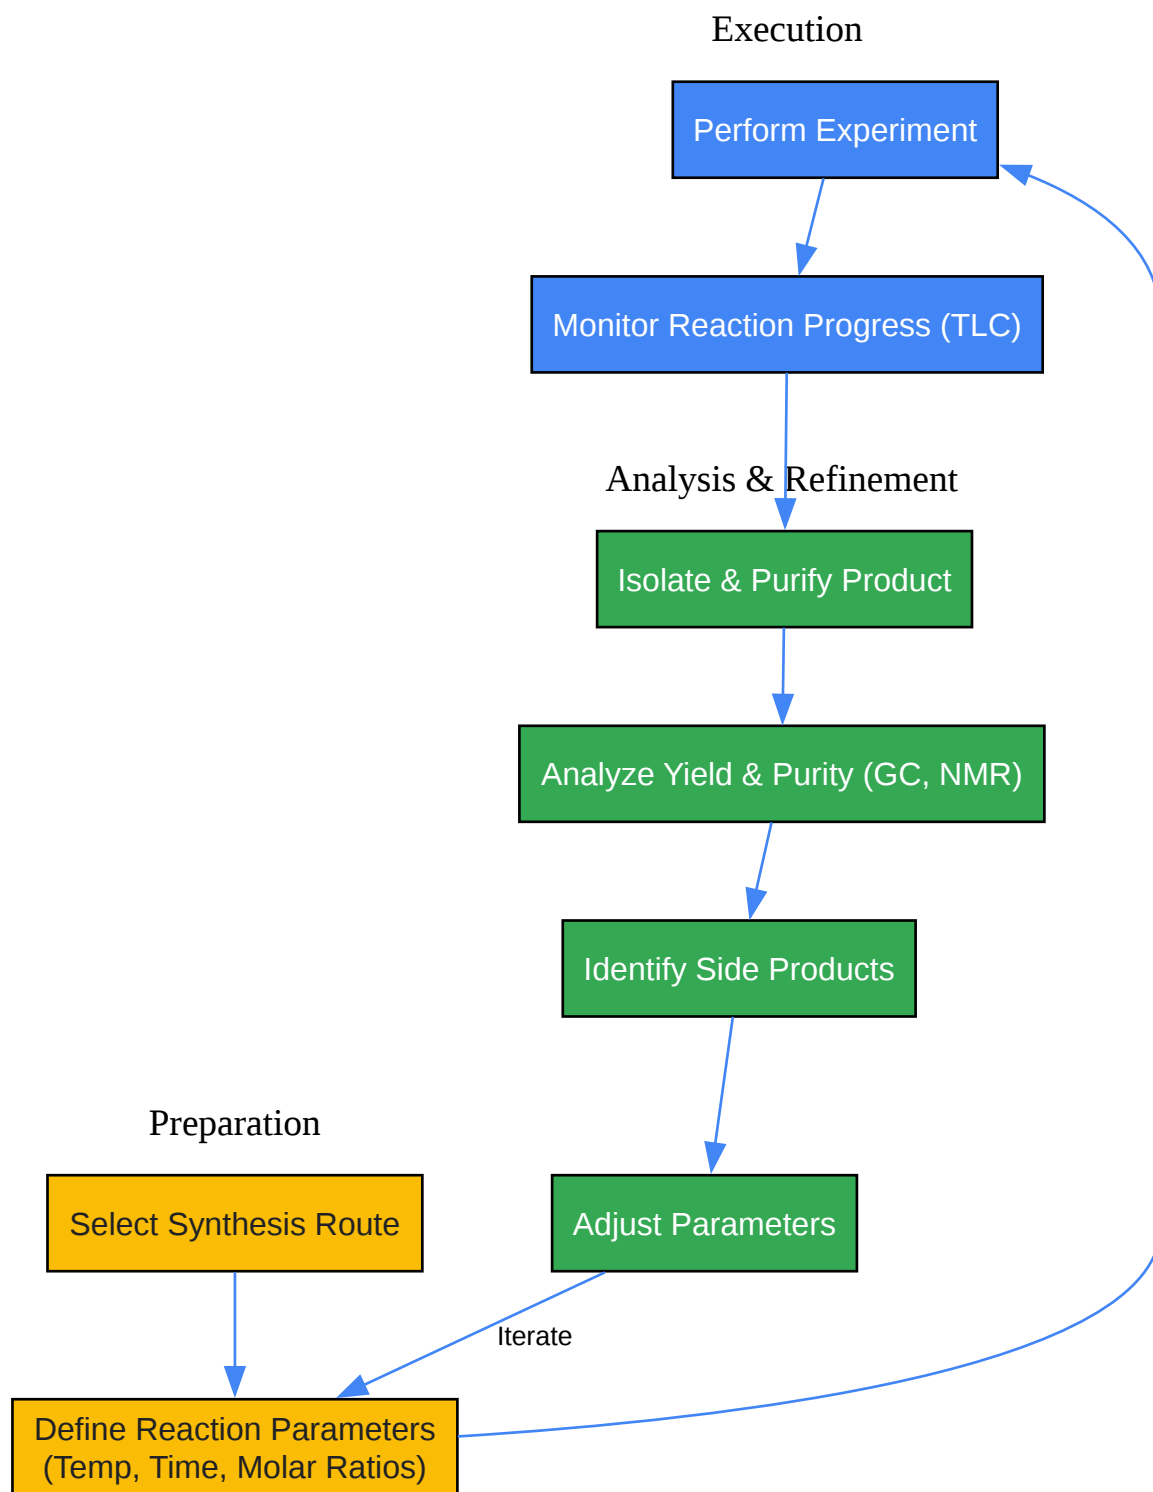 Execution
Perform Experiment
Monitor Reaction Progress (TLC)
Analysis & Refinement
Isolate & Purify Product
Analyze Yield & Purity (GC, NMR)
Identify Side Products
Preparation
Select Synthesis Route
Adjust Parameters
Iterate
Define Reaction Parameters
(Temp, Time, Molar Ratios)